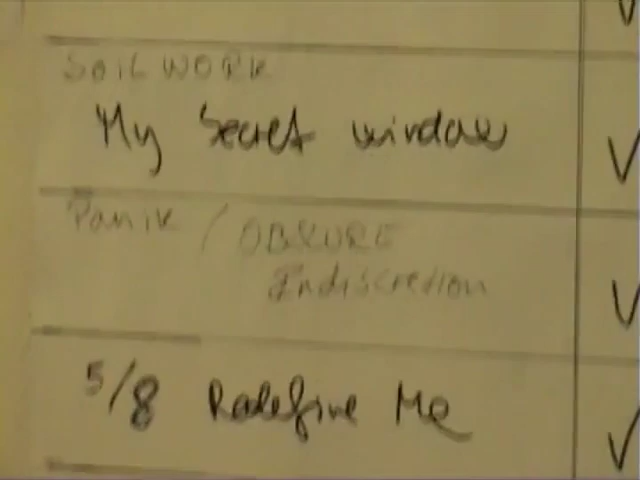 SOILWORK
My Secret window
Panik / OBSCURE
Indiscretion
5/8 Redefine Me